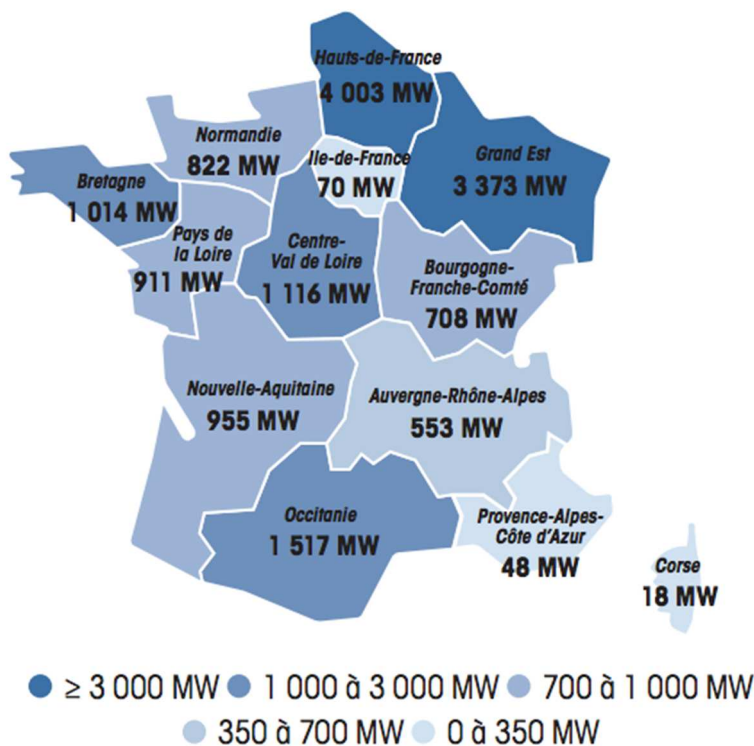 Hauts-de-France
4 003 MW
Normandie
822 MW
Ile-de-France
70 MW
Grand Est
3 373 MW
Bretagne
1 014 MW
Pays de
la Loire
911 MW
Centre-
Val de Loire
1 116 MW
Bourgogne-
Franche-Comté
708 MW
Nouvelle-Aquitaine
955 MW
Auvergne-Rhône-Alpes
553 MW
Occitanie
1 517 MW
Provence-Alpes-
Côte d'Azur
48 MW
Corse
18 MW
≥ 3 000 MW 1 000 à 3 000 MW 700 à 1 000 MW
350 à 700 MW 0 à 350 MW